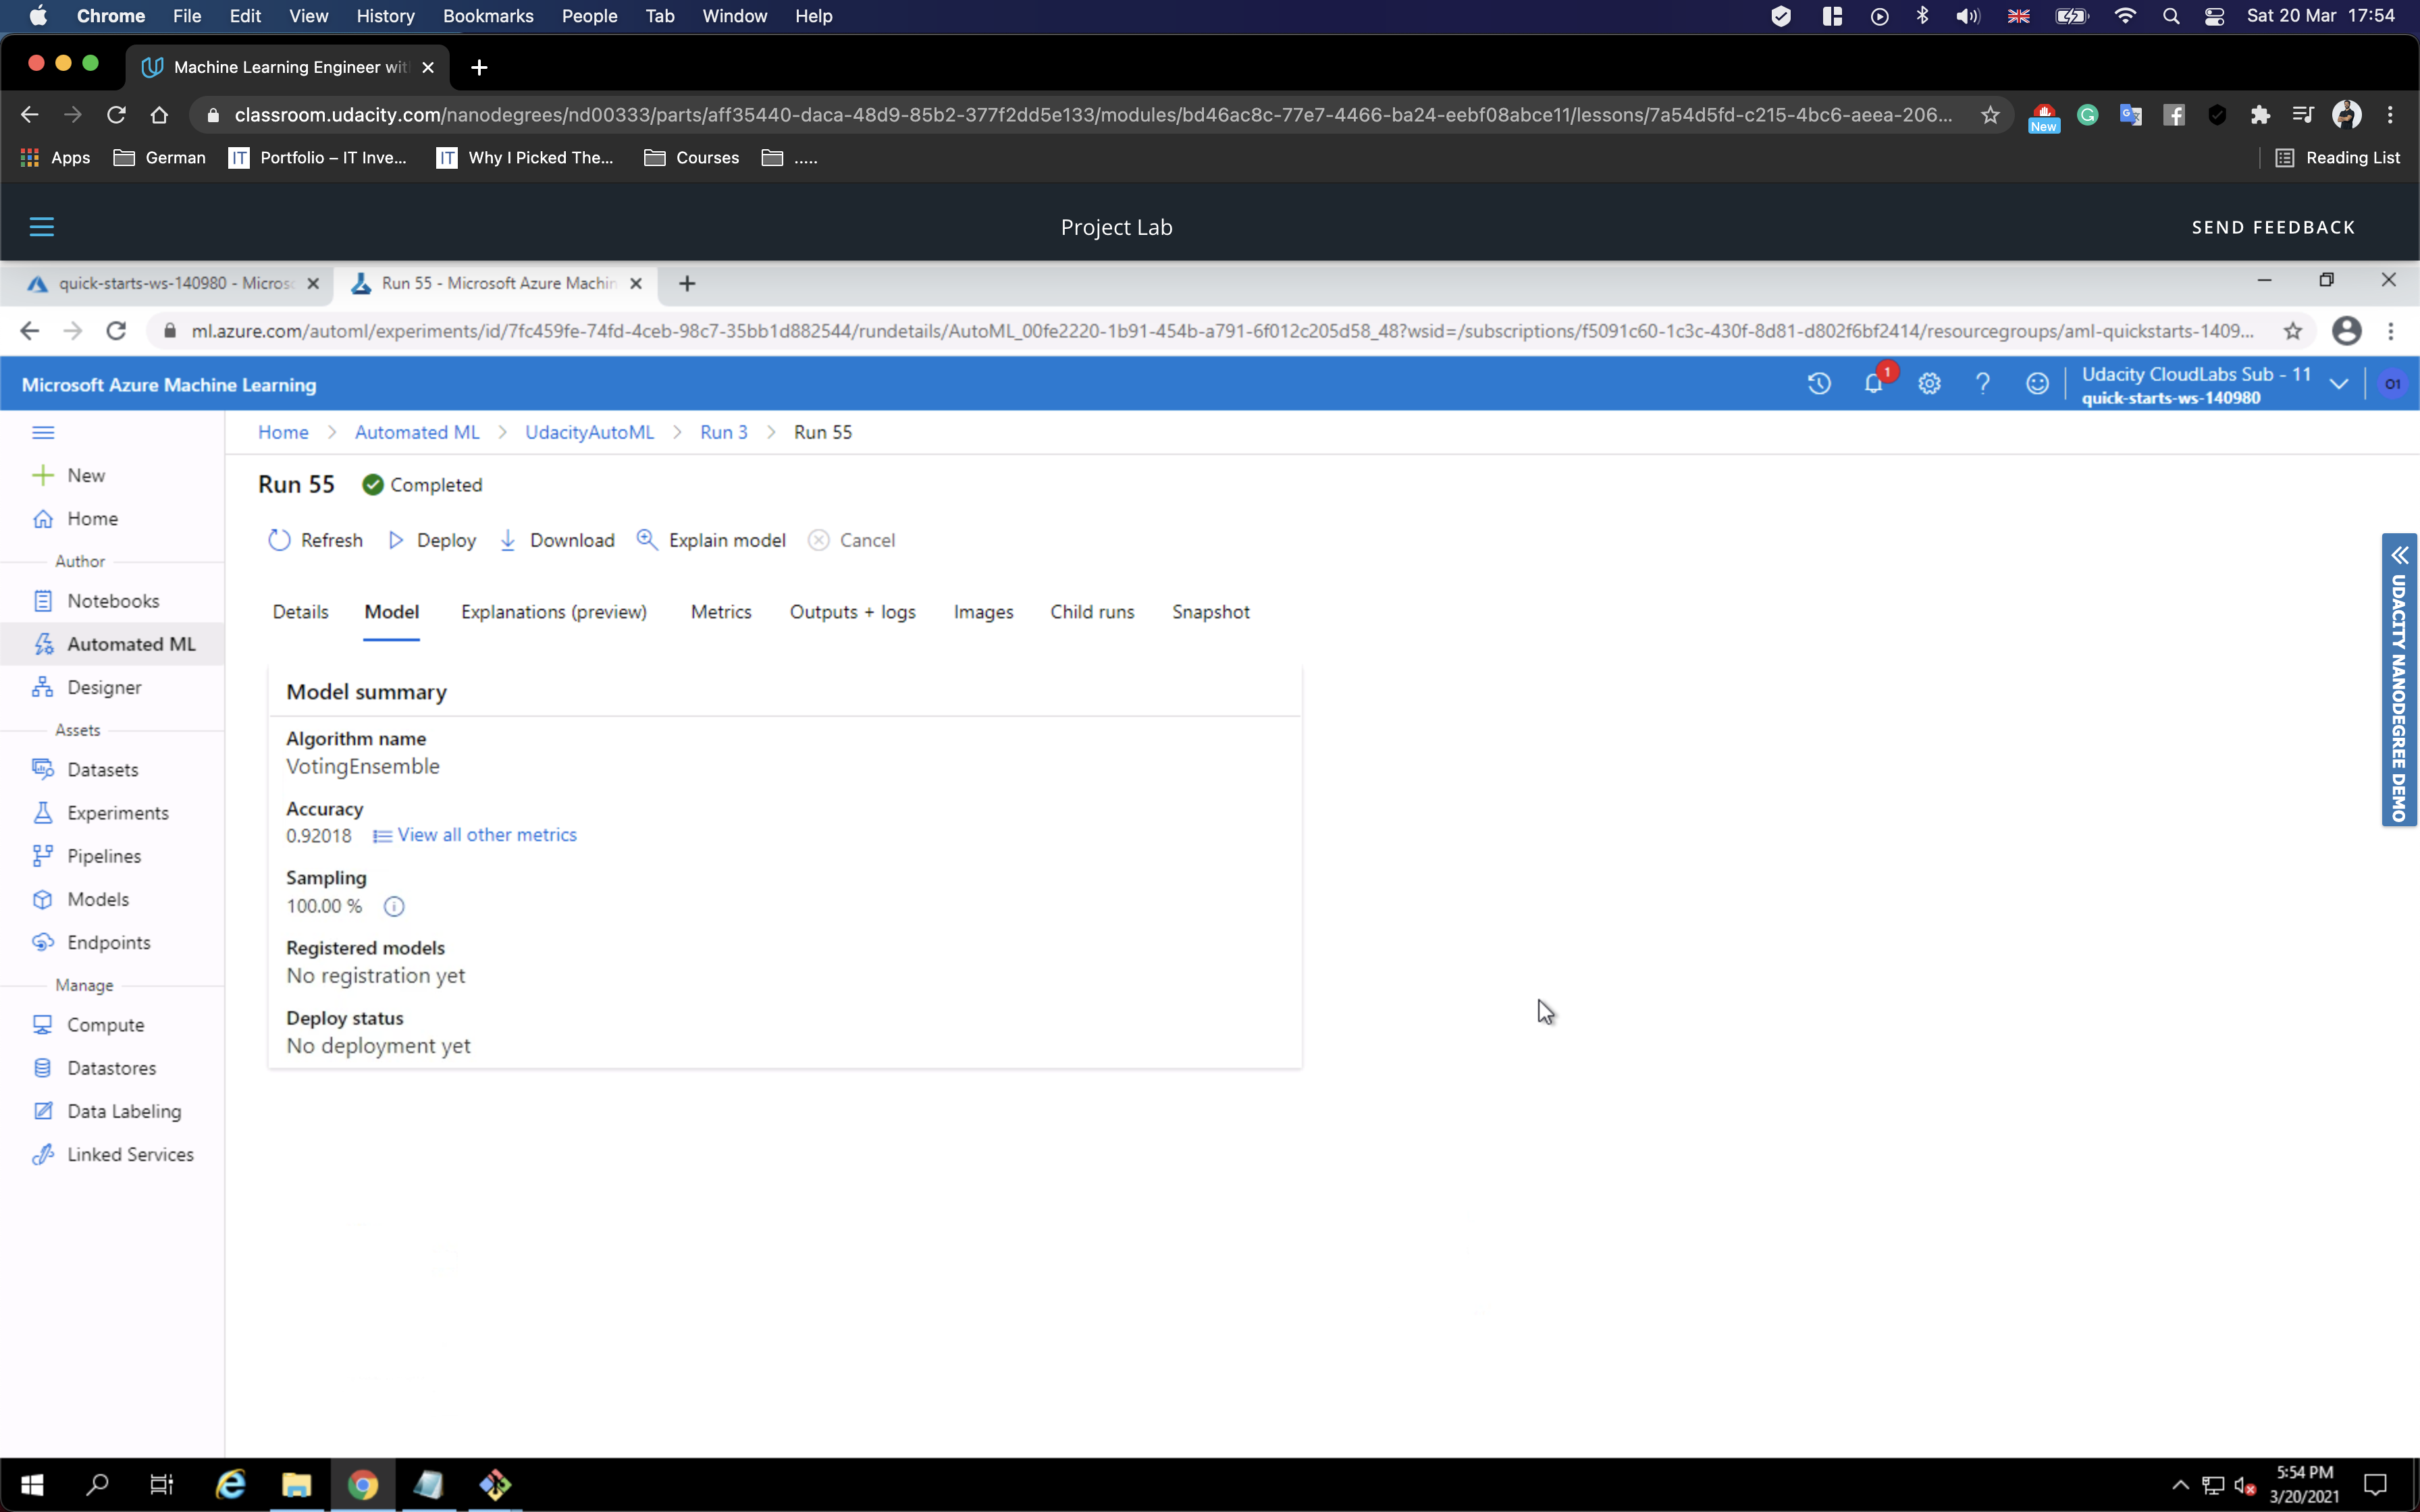 Chrome File Edit View History Bookmarks People Tab Window Help Sat 20 Mar 17:54
Machine Learning Engineer wit
classroom.udacity.com/nanodegrees/nd00333/parts/aff35440-daca-48d9-85b2-377f2dd5e133/modules/bd46ac8c-77e7-4466-ba24-eebf08abce11/lessons/7a54d5fd-c215-4bc6-aeea-206... New
Apps German IT Portfolio – IT Inve... IT Why I Picked The... Courses ..... Reading List
Project Lab SEND FEEDBACK
quick-starts-ws-140980 - Microso Run 55 - Microsoft Azure Machin
ml.azure.com/automl/experiments/id/7fc459fe-74fd-4ceb-98c7-35bb1d882544/rundetails/AutoML_00fe2220-1b91-454b-a791-6f012c205d58_48?wsid=/subscriptions/f5091c60-1c3c-430f-8d81-d802f6bf2414/resourcegroups/aml-quickstarts-1409...
Microsoft Azure Machine Learning 1 Udacity CloudLabs Sub - 11 O1
quick-starts-ws-140980
Home > Automated ML > UdacityAutoML > Run 3 > Run 55
New
Home
Author
Notebooks
Automated ML
Designer
Assets
Datasets
Experiments
Pipelines
Models
Endpoints
Manage
Compute
Datastores
Data Labeling
Linked Services
Run 55 Completed
Refresh Deploy Download Explain model Cancel
Details Model Explanations (preview) Metrics Outputs + logs Images Child runs Snapshot
Model summary
Algorithm name
VotingEnsemble
Accuracy
0.92018 View all other metrics
Sampling
100.00 %
Registered models
No registration yet
Deploy status
No deployment yet
UDACITY NANODEGREE DEMO
5:54 PM
3/20/2021